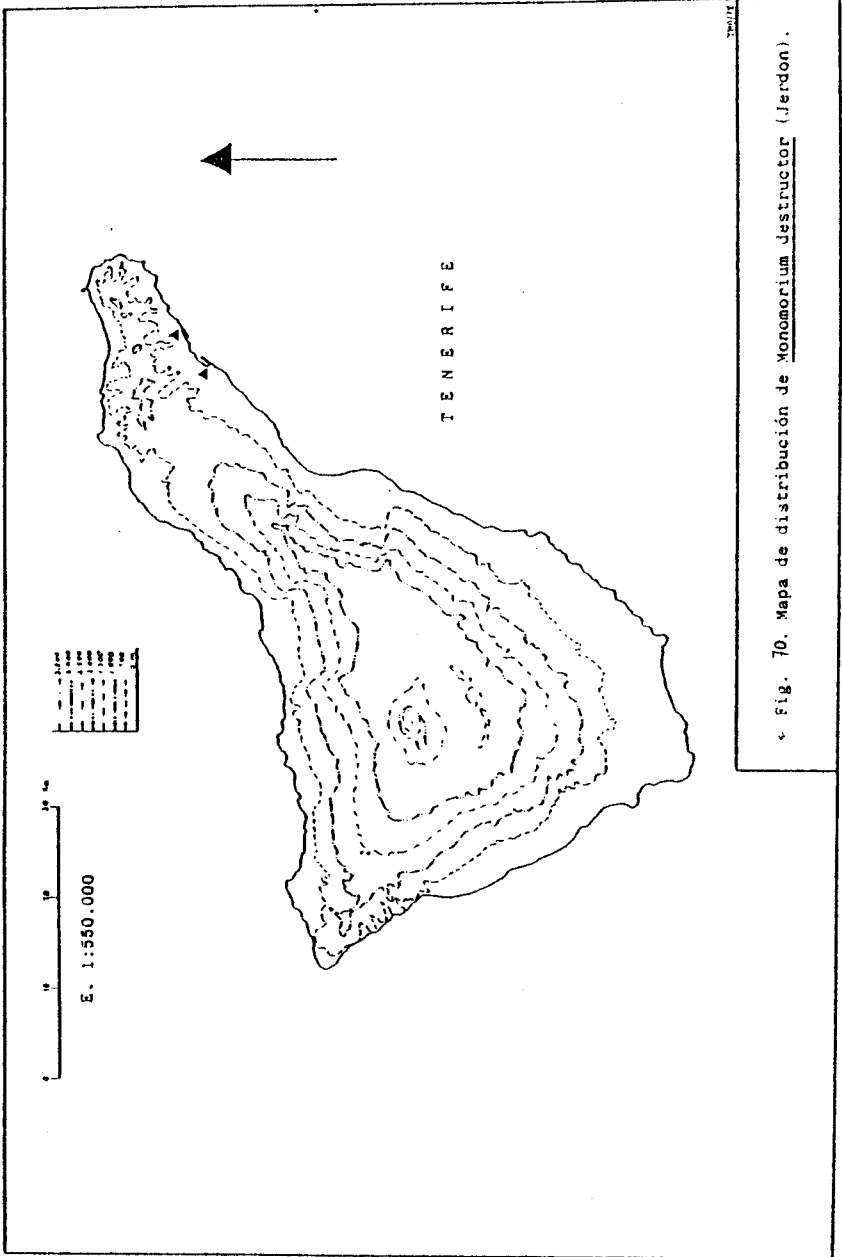 E. 1:550.000
TENERIFE
Fig. 70. Mapa de distribución de Monomorium destructor (Jerdon).